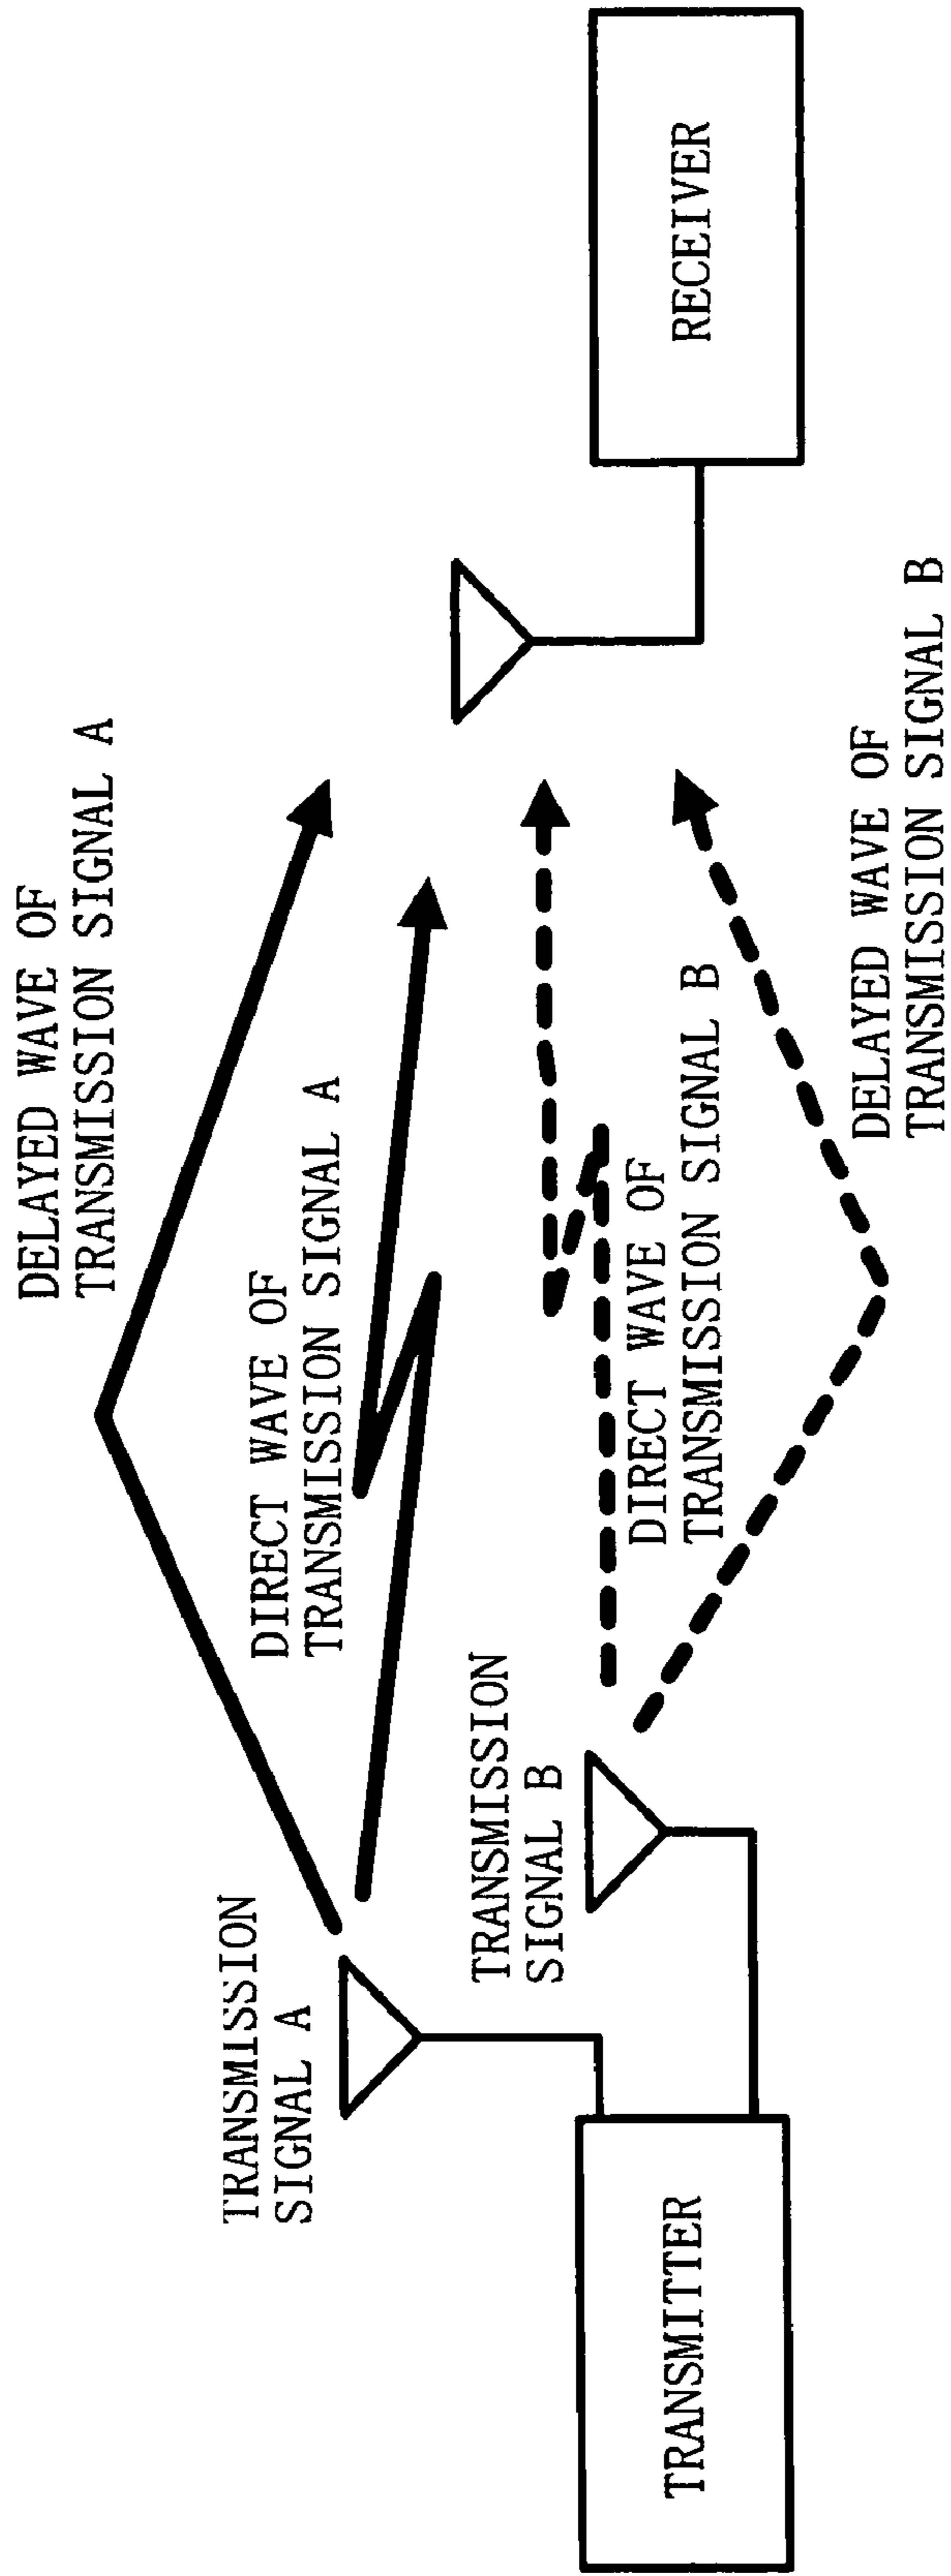 DELAYED WAVE OF
TRANSMISSION SIGNAL A
DIRECT WAVE OF
TRANSMISSION SIGNAL A
TRANSMISSION
SIGNAL A
TRANSMISSION
SIGNAL B
DIRECT WAVE OF
TRANSMISSION SIGNAL B
TRANSMITTER
RECEIVER
DELAYED WAVE OF
TRANSMISSION SIGNAL B